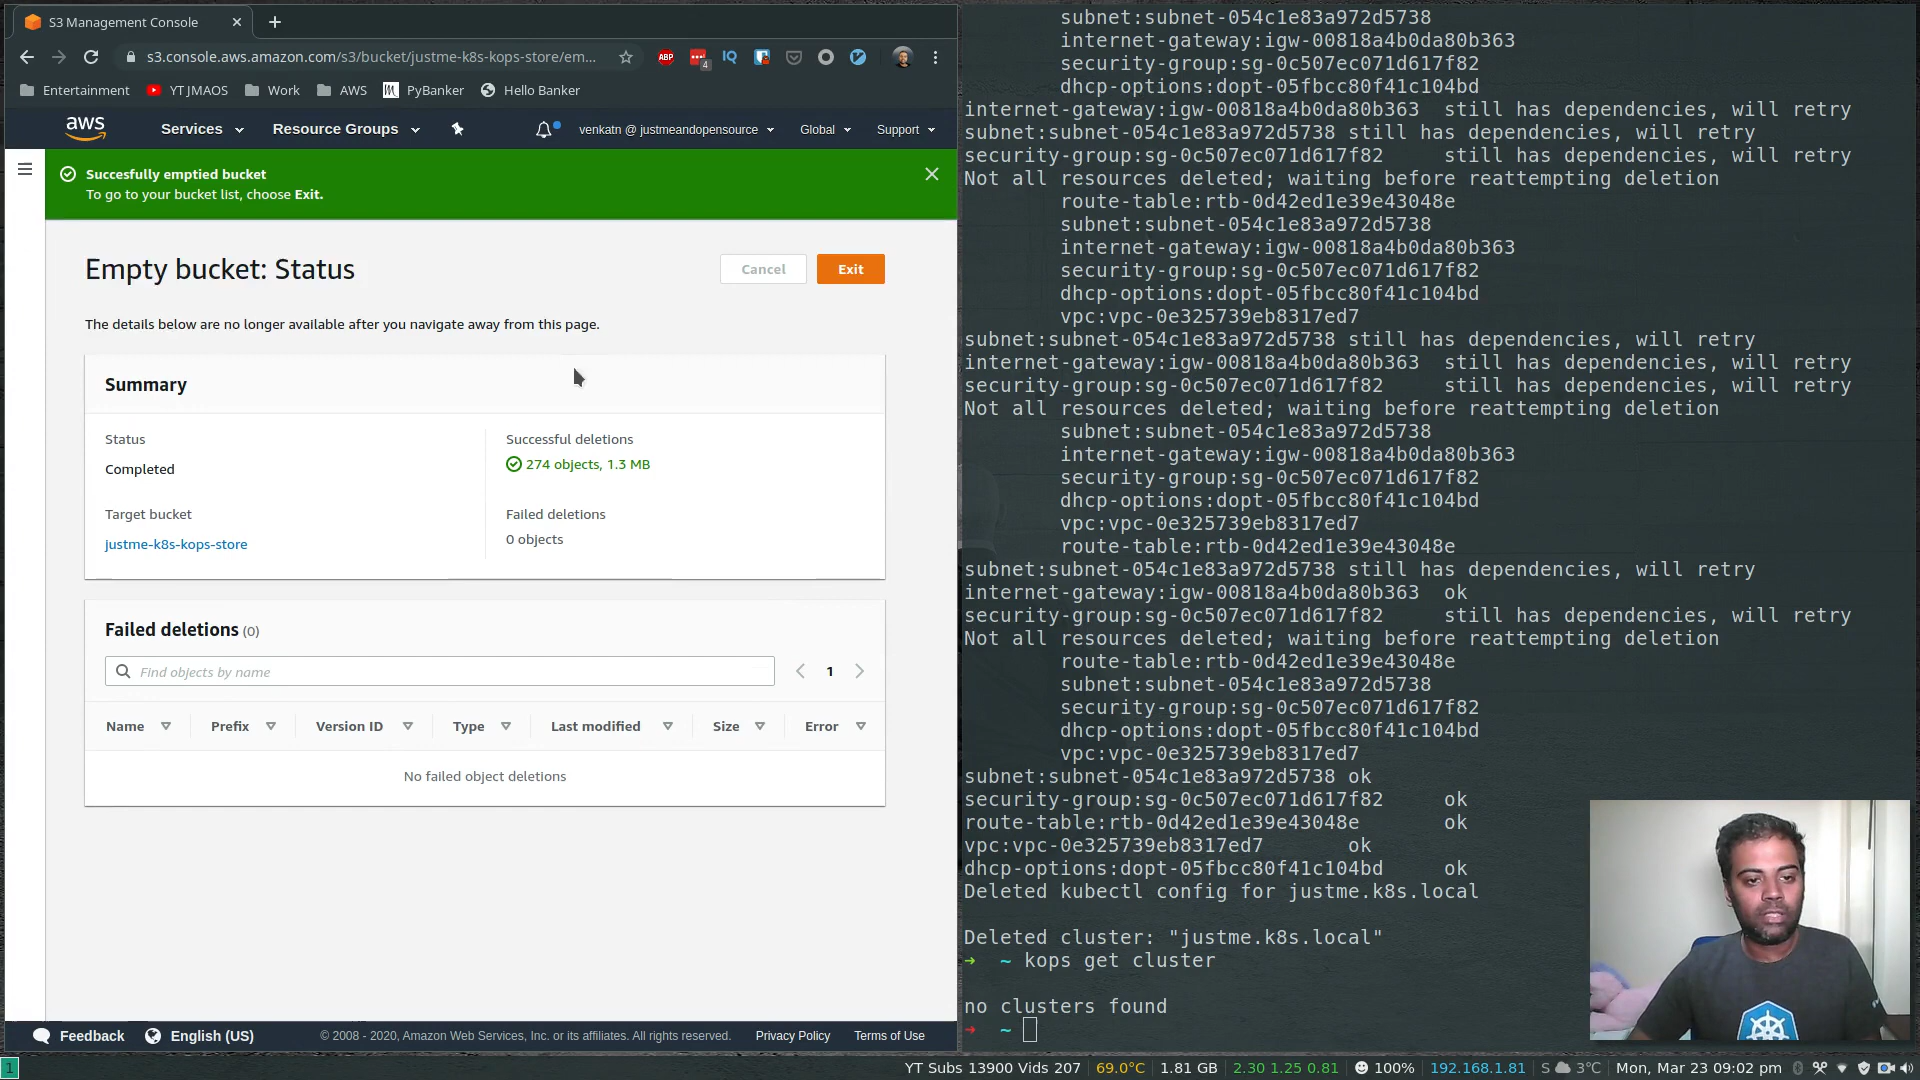 S3 Management Console
s3.console.aws.amazon.com/s3/bucket/justme-k8s-kops-store/em...
ABP
4
IQ
Entertainment
YT JMAOS
Work
AWS
PyBanker
Hello Banker
aws
Services
Resource Groups
venkatn @ justmeandopensource
Global
Support
Succesfully emptied bucket
To go to your bucket list, choose Exit.
Empty bucket: Status
Cancel
Exit
The details below are no longer available after you navigate away from this page.
Summary
Status
Completed
Successful deletions
274 objects, 1.3 MB
Target bucket
justme-k8s-kops-store
Failed deletions
0 objects
Failed deletions (0)
Find objects by name
1
Name Prefix Version ID Type Last modified Size Error
No failed object deletions
Feedback
English (US)
© 2008 - 2020, Amazon Web Services, Inc. or its affiliates. All rights reserved.
Privacy Policy
Terms of Use
subnet:subnet-054c1e83a972d5738
internet-gateway:igw-00818a4b0da80b363
security-group:sg-0c507ec071d617f82
dhcp-options:dopt-05fbcc80f41c104bd
internet-gateway:igw-00818a4b0da80b363 still has dependencies, will retry
subnet:subnet-054c1e83a972d5738 still has dependencies, will retry
security-group:sg-0c507ec071d617f82 still has dependencies, will retry
Not all resources deleted; waiting before reattempting deletion
route-table:rtb-0d42ed1e39e43048e
subnet:subnet-054c1e83a972d5738
internet-gateway:igw-00818a4b0da80b363
security-group:sg-0c507ec071d617f82
dhcp-options:dopt-05fbcc80f41c104bd
vpc:vpc-0e325739eb8317ed7
subnet:subnet-054c1e83a972d5738 still has dependencies, will retry
internet-gateway:igw-00818a4b0da80b363 still has dependencies, will retry
security-group:sg-0c507ec071d617f82 still has dependencies, will retry
Not all resources deleted; waiting before reattempting deletion
subnet:subnet-054c1e83a972d5738
internet-gateway:igw-00818a4b0da80b363
security-group:sg-0c507ec071d617f82
dhcp-options:dopt-05fbcc80f41c104bd
vpc:vpc-0e325739eb8317ed7
route-table:rtb-0d42ed1e39e43048e
subnet:subnet-054c1e83a972d5738 still has dependencies, will retry
internet-gateway:igw-00818a4b0da80b363 ok
security-group:sg-0c507ec071d617f82 still has dependencies, will retry
Not all resources deleted; waiting before reattempting deletion
route-table:rtb-0d42ed1e39e43048e
subnet:subnet-054c1e83a972d5738
security-group:sg-0c507ec071d617f82
dhcp-options:dopt-05fbcc80f41c104bd
vpc:vpc-0e325739eb8317ed7
subnet:subnet-054c1e83a972d5738 ok
security-group:sg-0c507ec071d617f82 ok
route-table:rtb-0d42ed1e39e43048e ok
vpc:vpc-0e325739eb8317ed7 ok
dhcp-options:dopt-05fbcc80f41c104bd ok
Deleted kubectl config for justme.k8s.local
Deleted cluster: "justme.k8s.local"
➜ ~ kops get cluster
no clusters found
➜ ~
1
YT Subs 13900 Vids 207 69.0°C 1.81 GB 2.30 1.25 0.81 100% 192.168.1.81 S 3°C Mon, Mar 23 09:02 pm